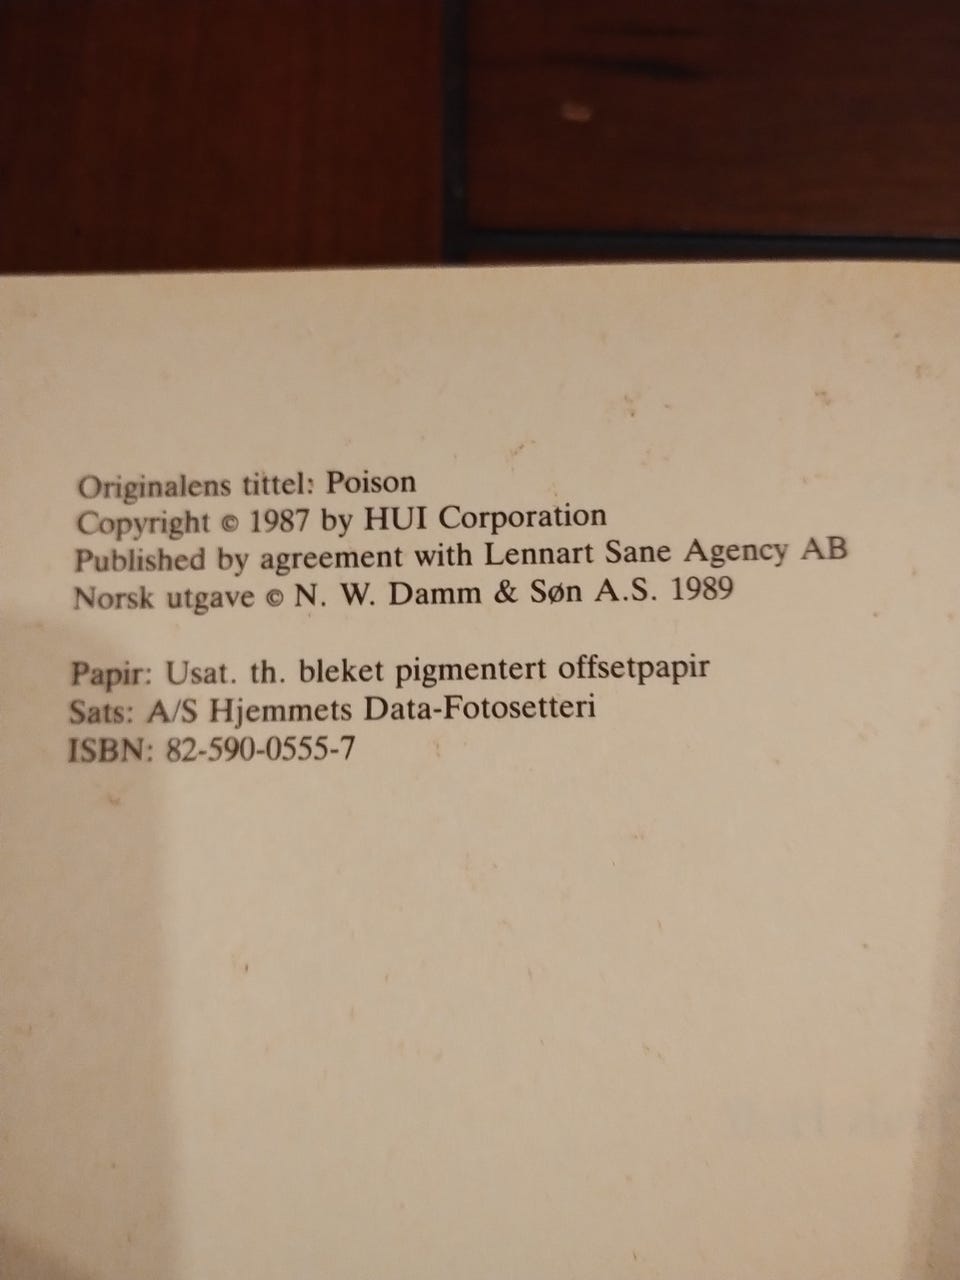 Originalens tittel: Poison
Copyright © 1987 by HUI Corporation
Published by agreement with Lennart Sane Agency AB
Norsk utgave © N. W. Damm & Søn A.S. 1989
Papir: Usat. th. bleket pigmentert offsetpapir
Sats: A/S Hjemmets Data-Fotosetteri
ISBN: 82-590-0555-7